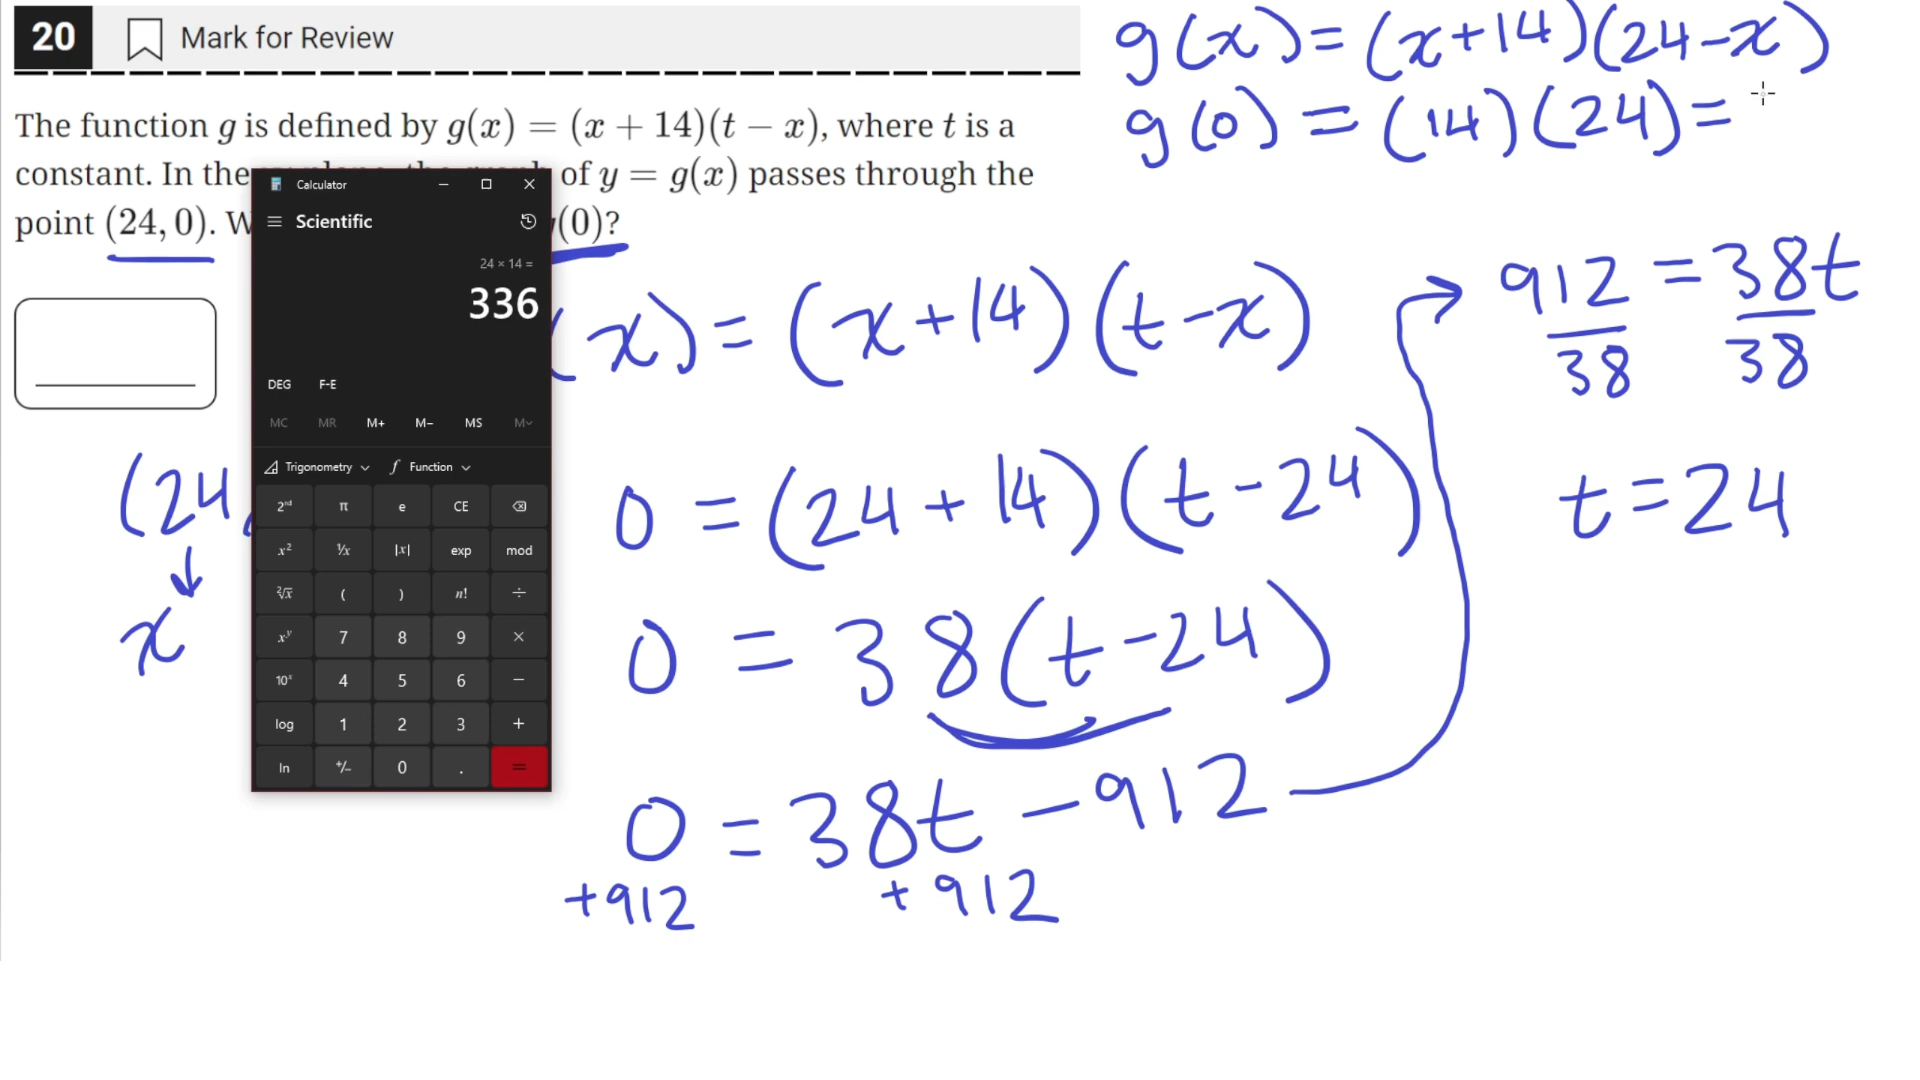 20 Mark for Review
The function g is defined by g(x) = (x + 14)(t − x), where t is a
constant. In the of y = g(x) passes through the
point (24, 0). W (0)?
g(x) = (x+14)(24-x)
g(0) = (14)(24) =
Calculator
Scientific
24 × 14 =
336
DEG F-E
MC MR M+ M− MS M˅
Trigonometry f Function
2ⁿᵈ π e CE
x² ¹/x |x| exp mod
²√x ( ) n! ÷
xʸ 7 8 9 ×
10ˣ 4 5 6 −
log 1 2 3 +
ln +/− 0 . =
(24,
x
(x) = (x+14)(t-x)
0 = (24+14)(t-24)
0 = 38(t-24)
0 = 38t - 912
+912 +912
912 = 38t
38 38
t = 24